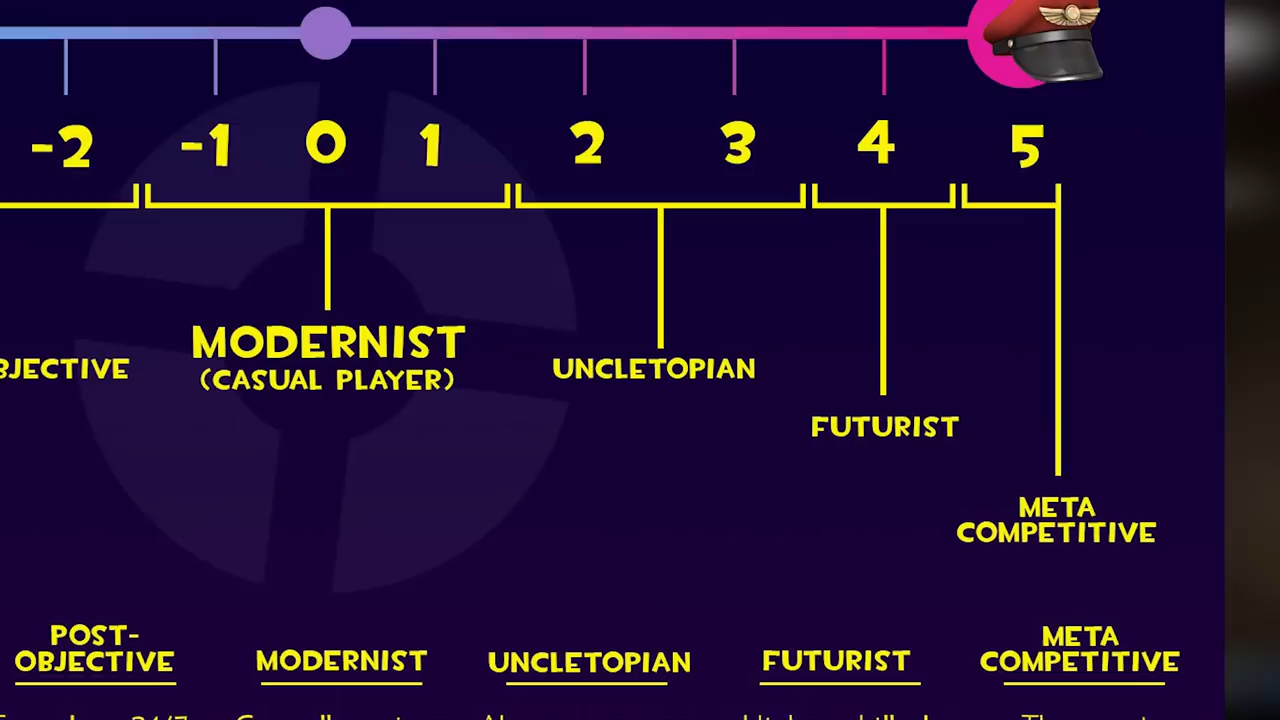 -2 -1 0 1 2 3 4 5
MODERNIST
(CASUAL PLAYER)
UNCLETOPIAN
FUTURIST
META
COMPETITIVE
POST-
OBJECTIVE
MODERNIST
UNCLETOPIAN
FUTURIST
META
COMPETITIVE